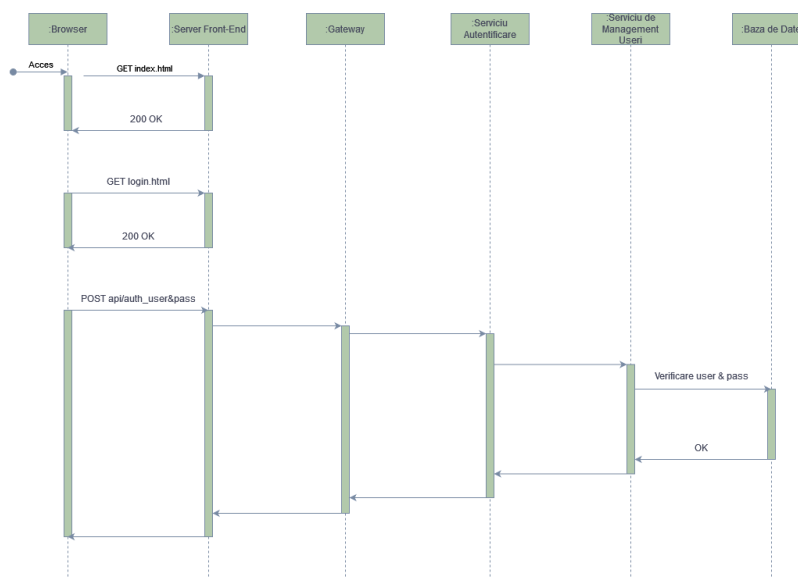 :Browser
:Server Front-End
:Gateway
:Serviciu
Autentificare
:Serviciu de
Management
Useri
:Baza de Date
Acces
GET index.html
200 OK
GET login.html
200 OK
POST api/auth_user&pass
Verificare user & pass
OK